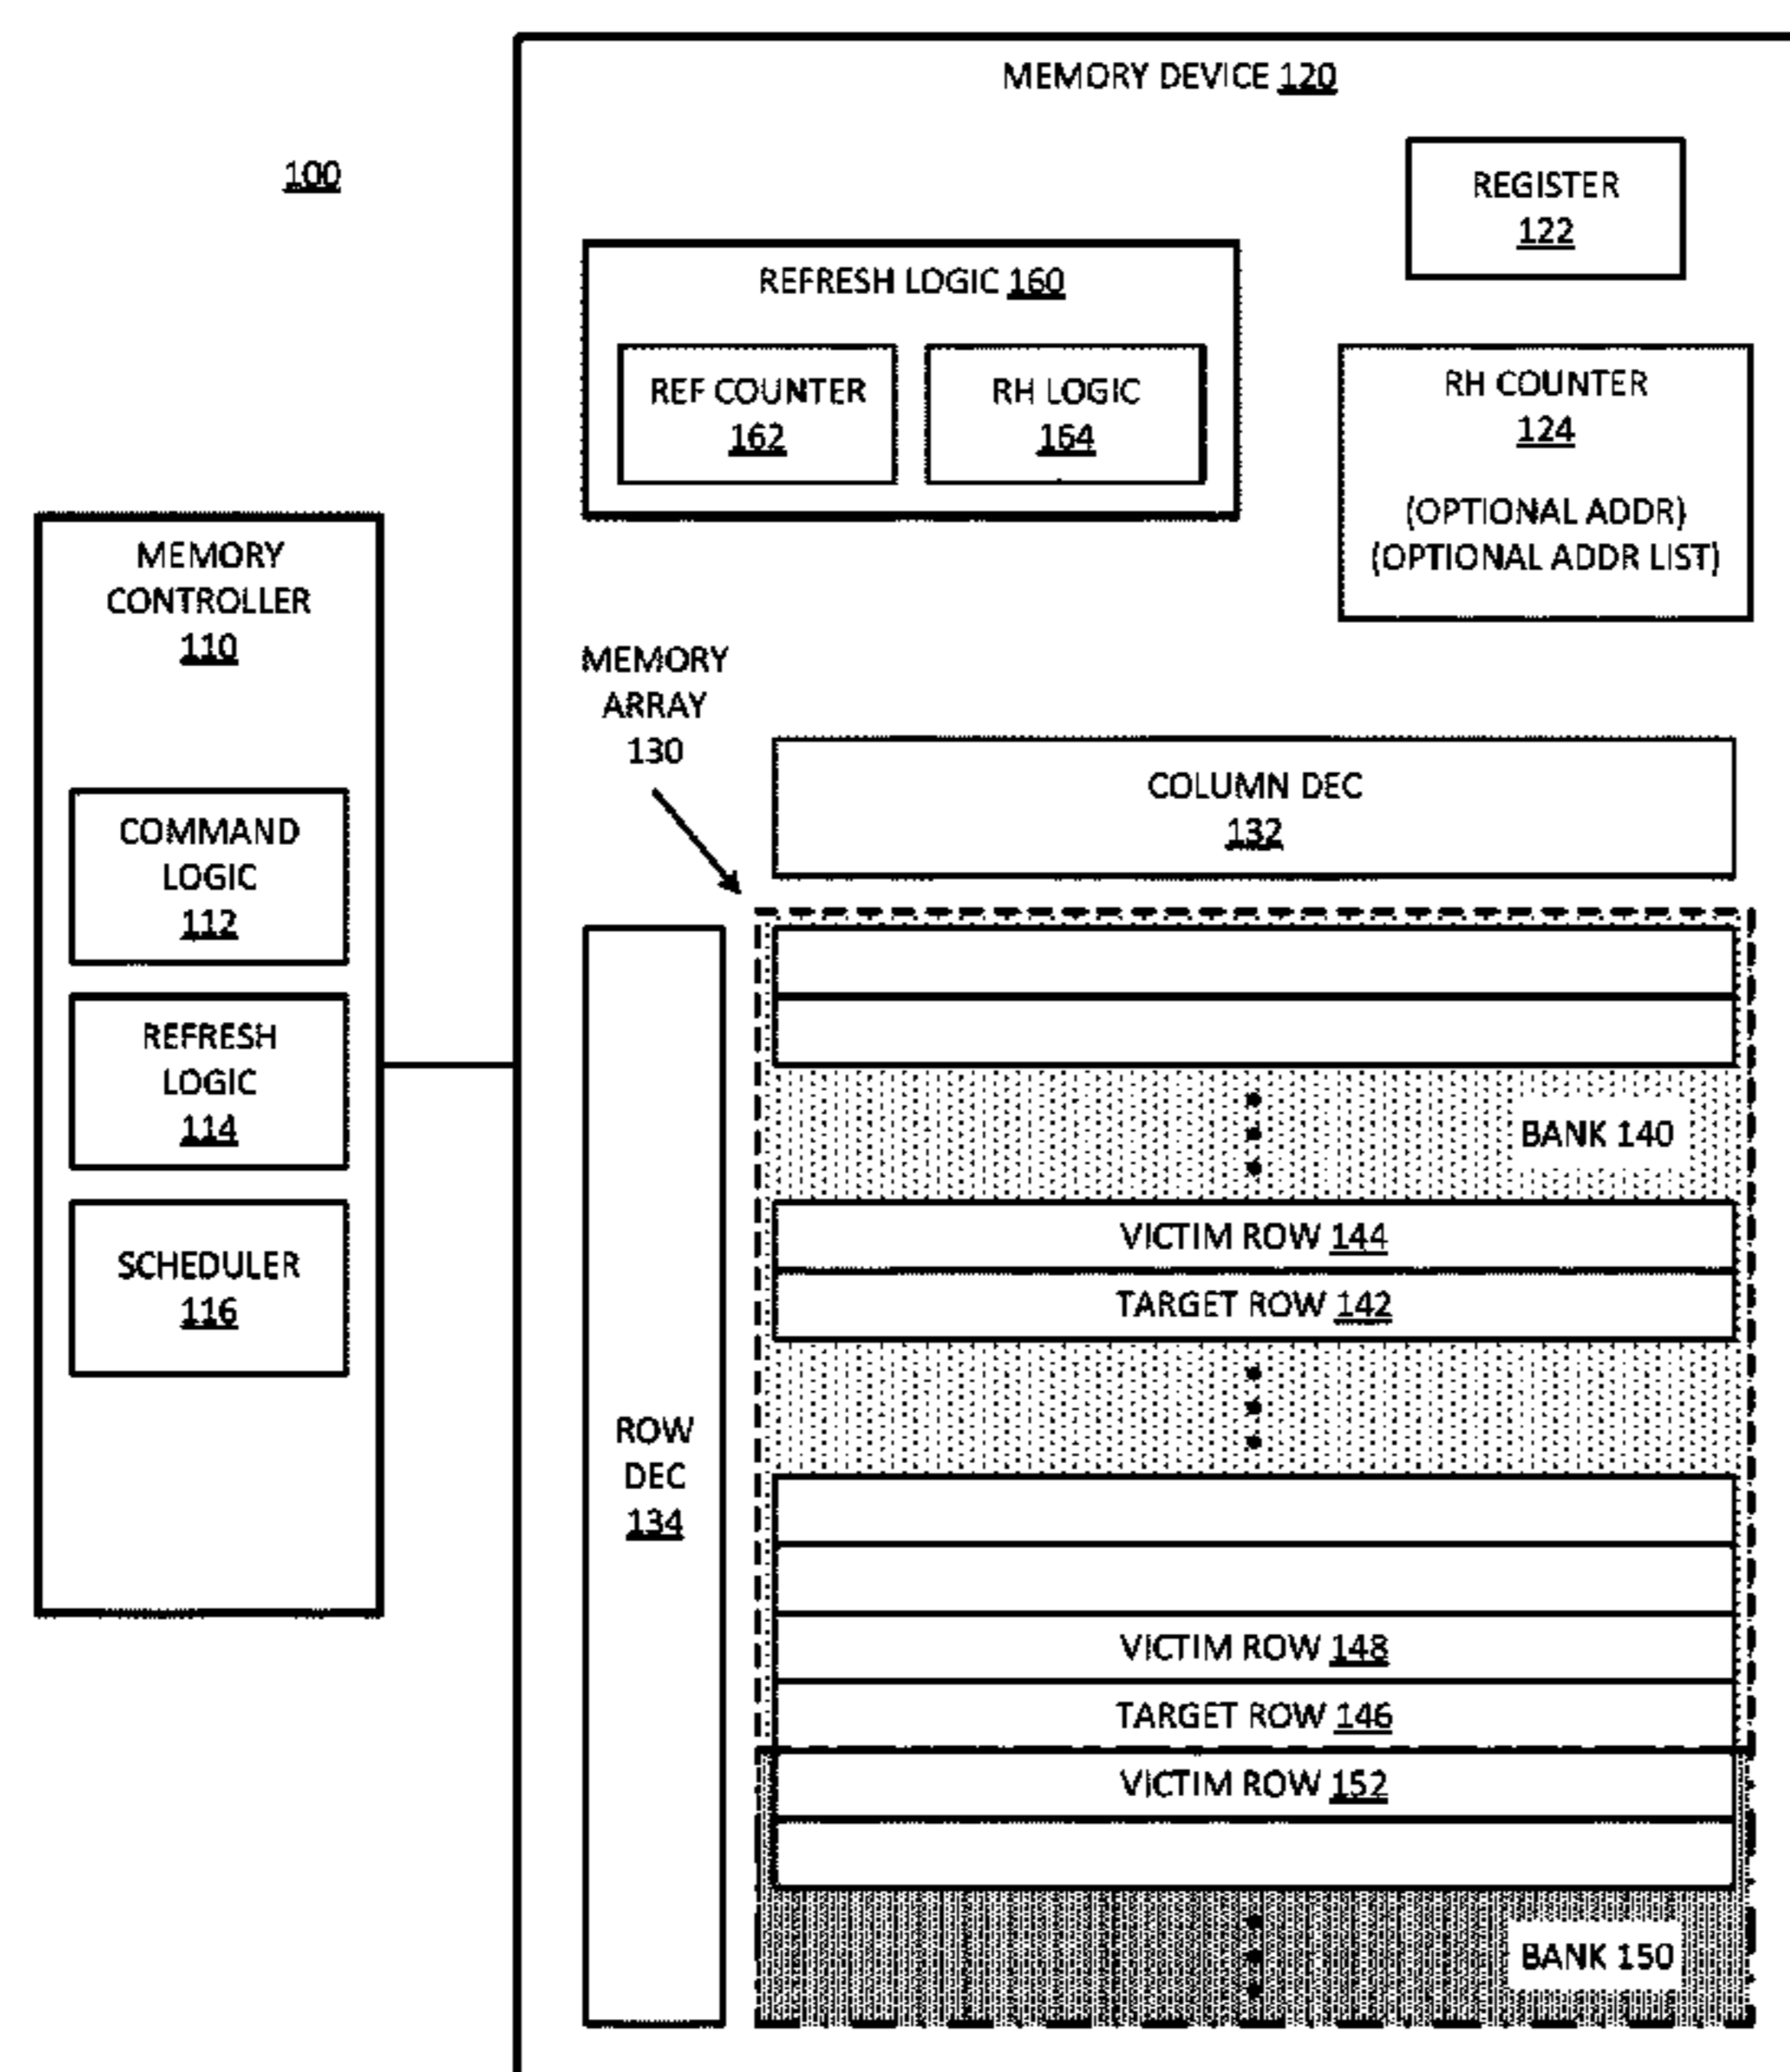 MEMORY DEVICE 120
100
REGISTER
122
REFRESH LOGIC 160
REF COUNTER
162
RH LOGIC
164
RH COUNTER
124
(OPTIONAL ADDR)
(OPTIONAL ADDR LIST)
MEMORY
CONTROLLER
110
COMMAND
LOGIC
112
REFRESH
LOGIC
114
SCHEDULER
116
MEMORY
ARRAY
130
COLUMN DEC
132
ROW
DEC
134
BANK 140
VICTIM ROW 144
TARGET ROW 142
VICTIM ROW 148
TARGET ROW 146
VICTIM ROW 152
BANK 150